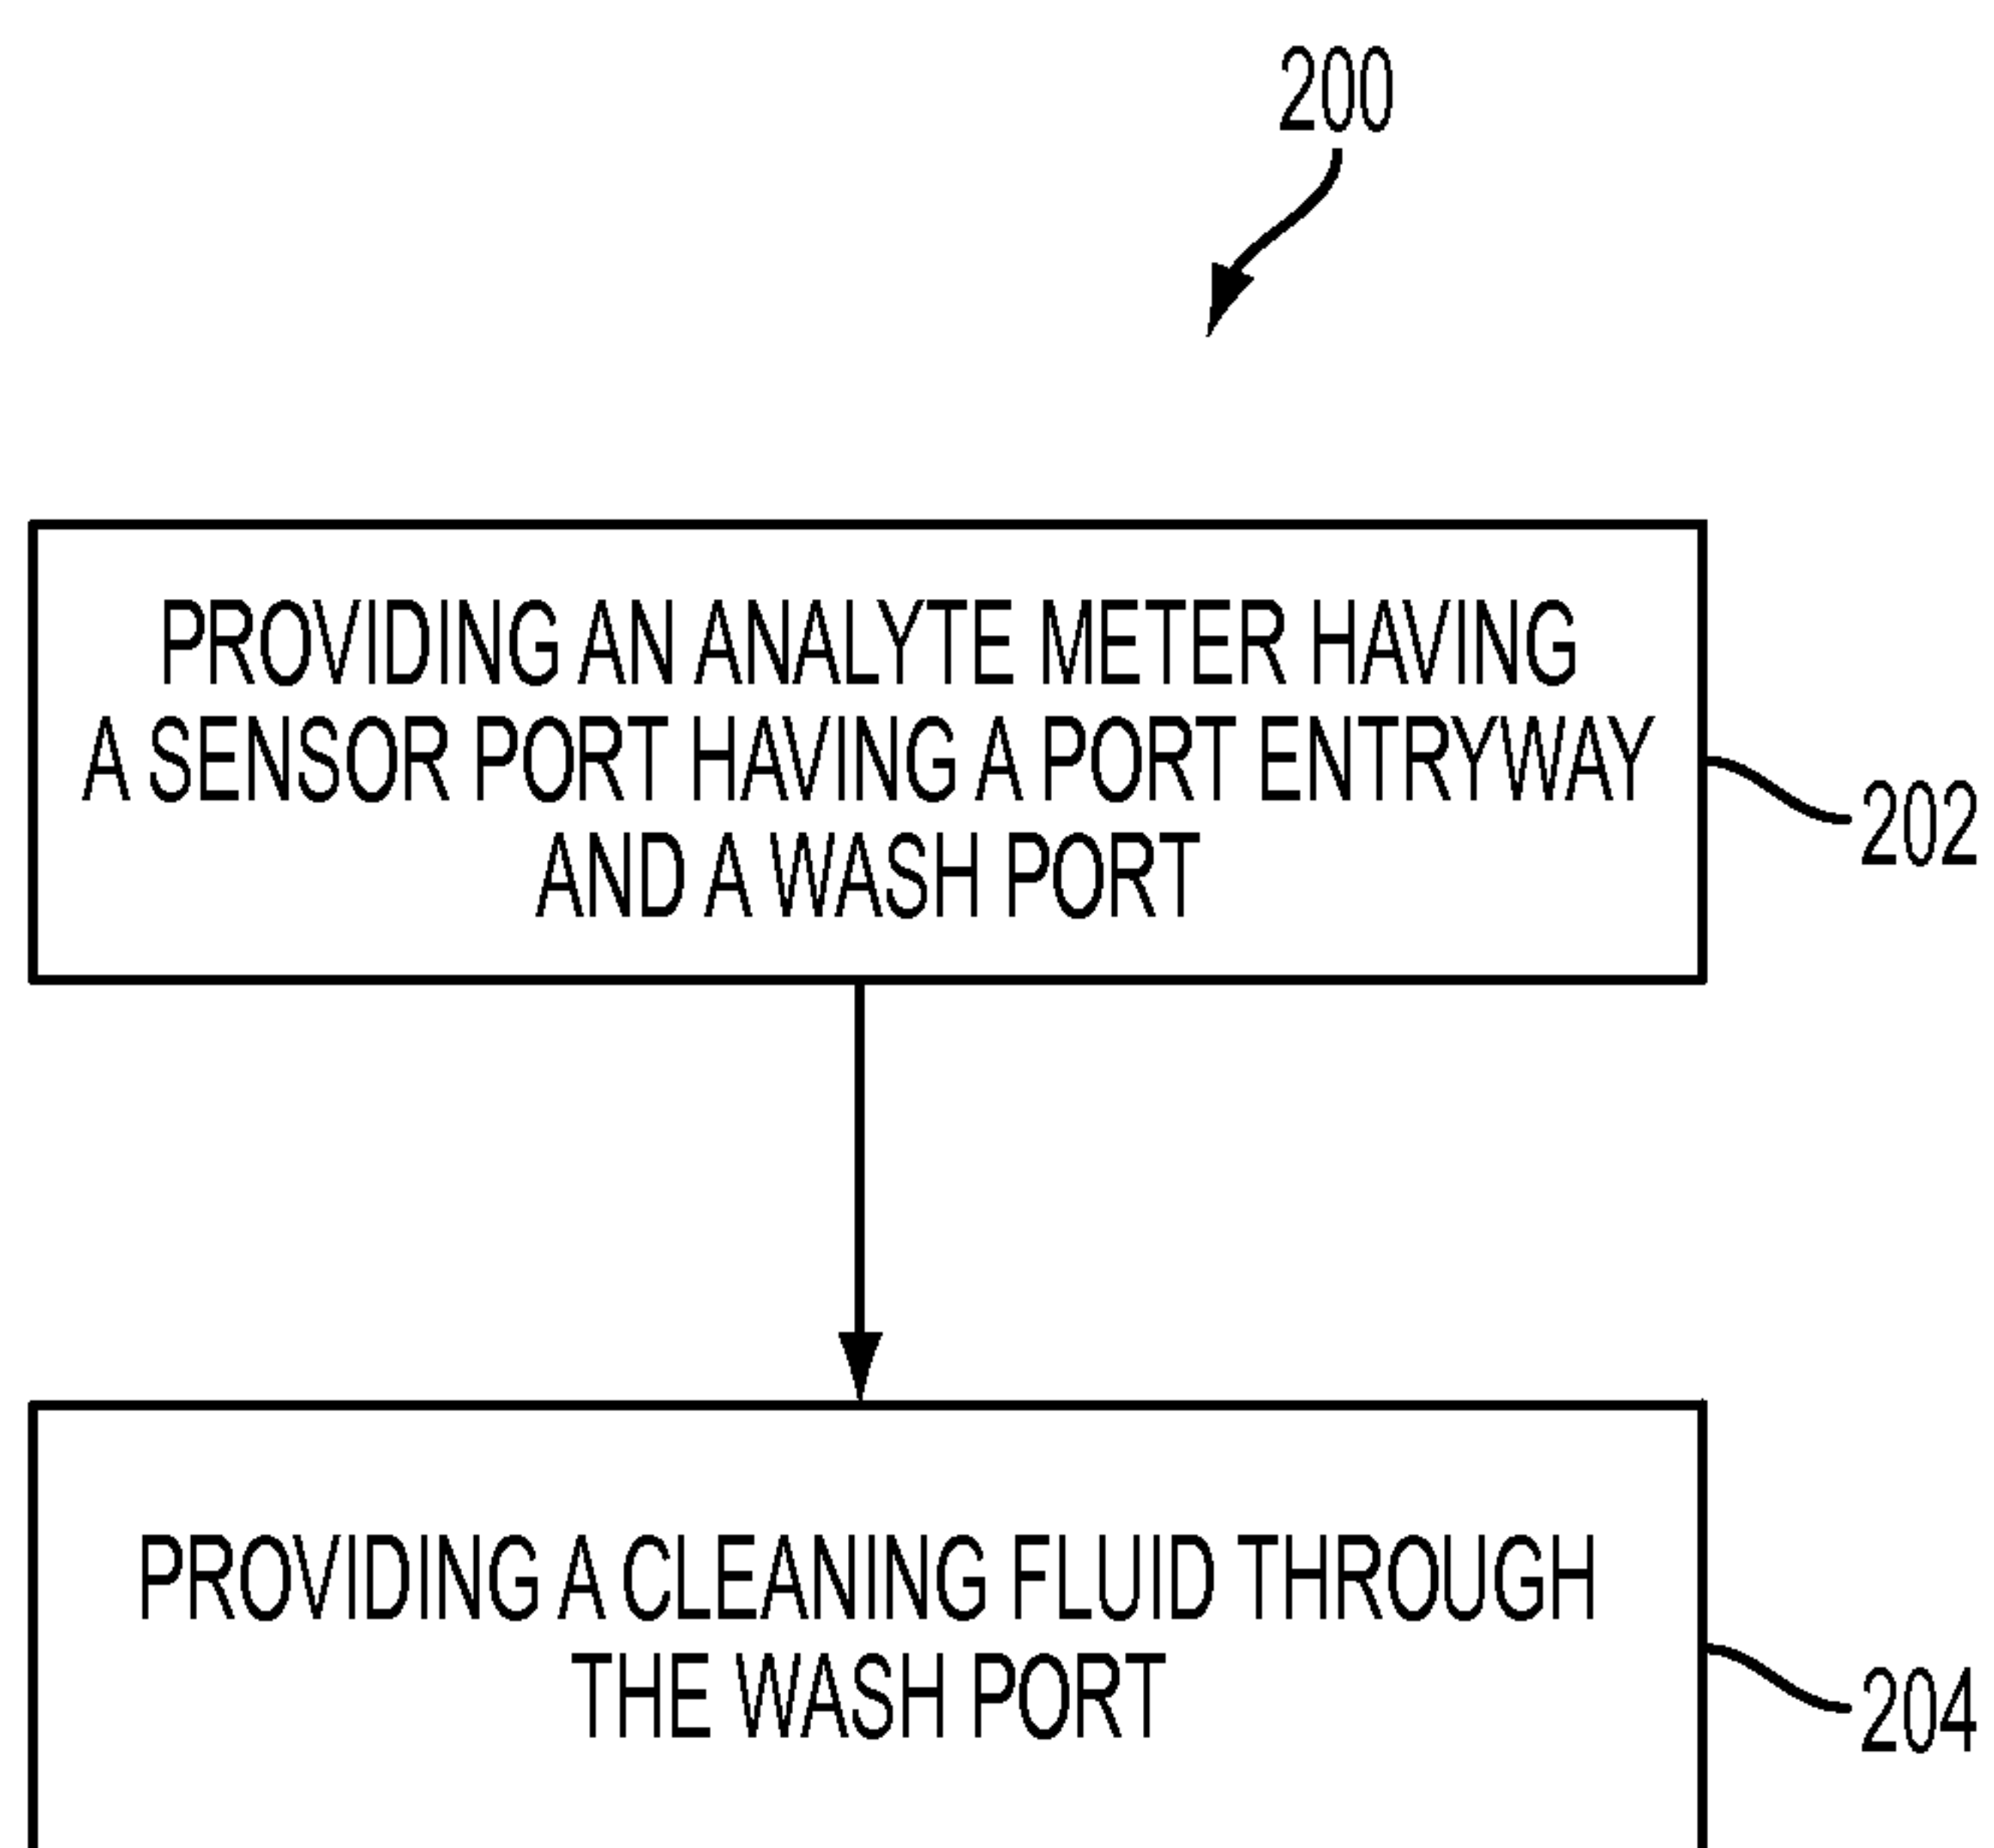 200
PROVIDING AN ANALYTE METER HAVING
A SENSOR PORT HAVING A PORT ENTRYWAY
AND A WASH PORT
202
PROVIDING A CLEANING FLUID THROUGH
THE WASH PORT
204